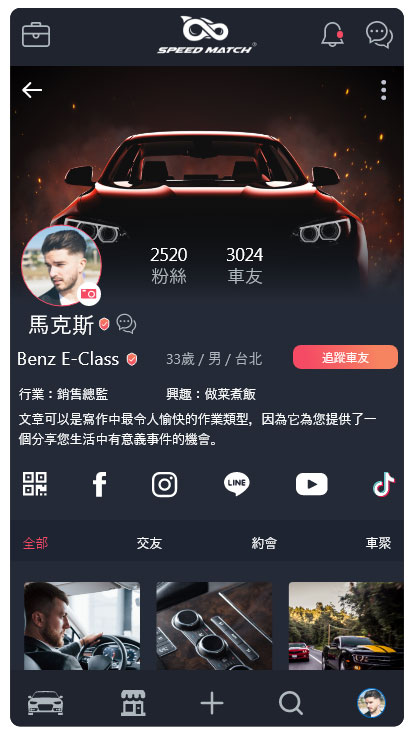 SPEED MATCH®
2520
3024
粉絲
車友
馬克斯
Benz E-Class
33歲 / 男 / 台北
追蹤車友
行業：銷售總監
興趣：做菜煮飯
文章可以是寫作中最令人愉快的作業類型，因為它為您提供了一
個分享您生活中有意義事件的機會。
LINE
全部
交友
約會
車聚